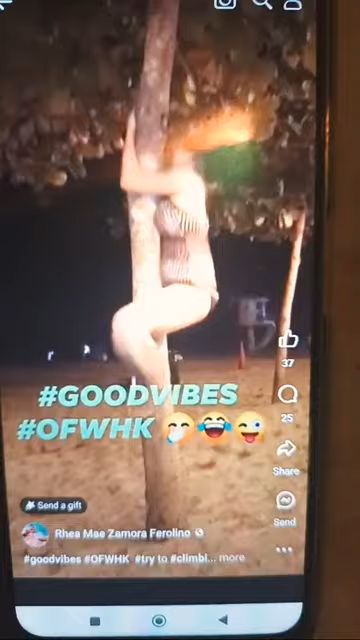 #GOODVIBES
#OFWHK 🤭 😂 😜
37
25
Share
Send a gift
Send
Rhea Mae Zamora Ferolino
#goodvibes #OFWHK #try to #climbi... more